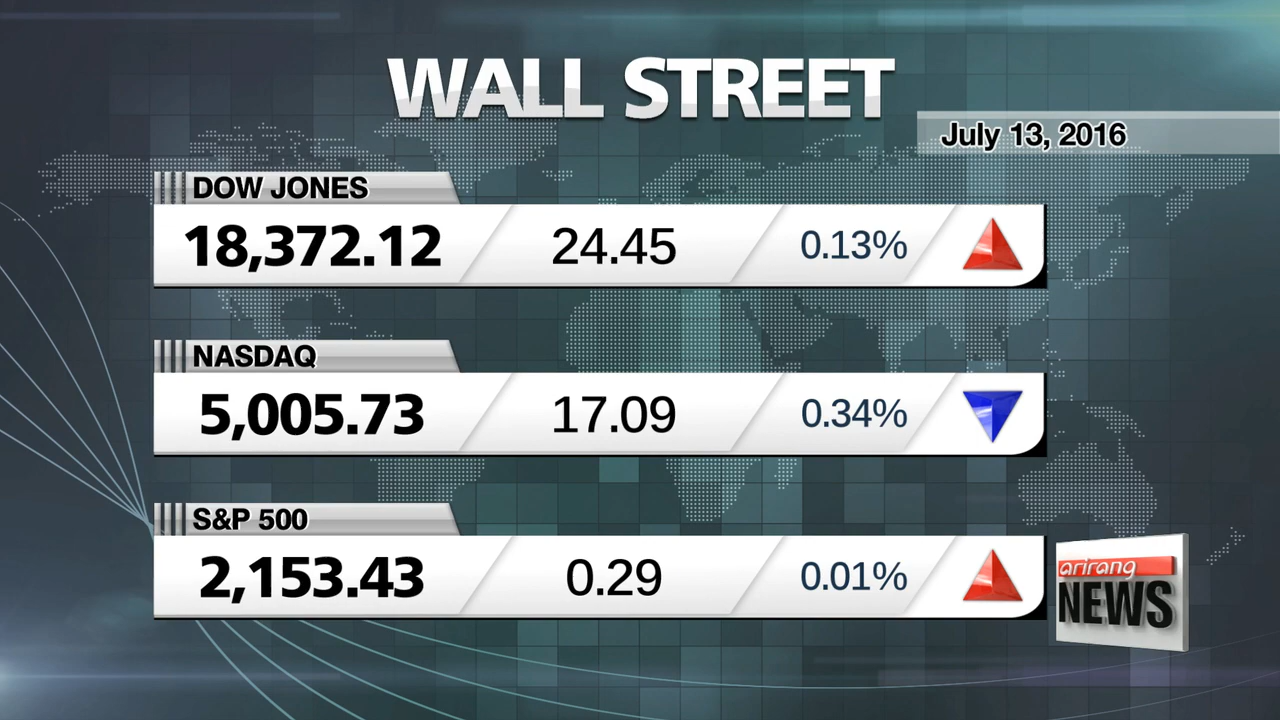 WALL STREET
July 13, 2016
DOW JONES
18,372.12 24.45 0.13%
NASDAQ
5,005.73 17.09 0.34%
S&P 500
2,153.43 0.29 0.01%
arirang
NEWS